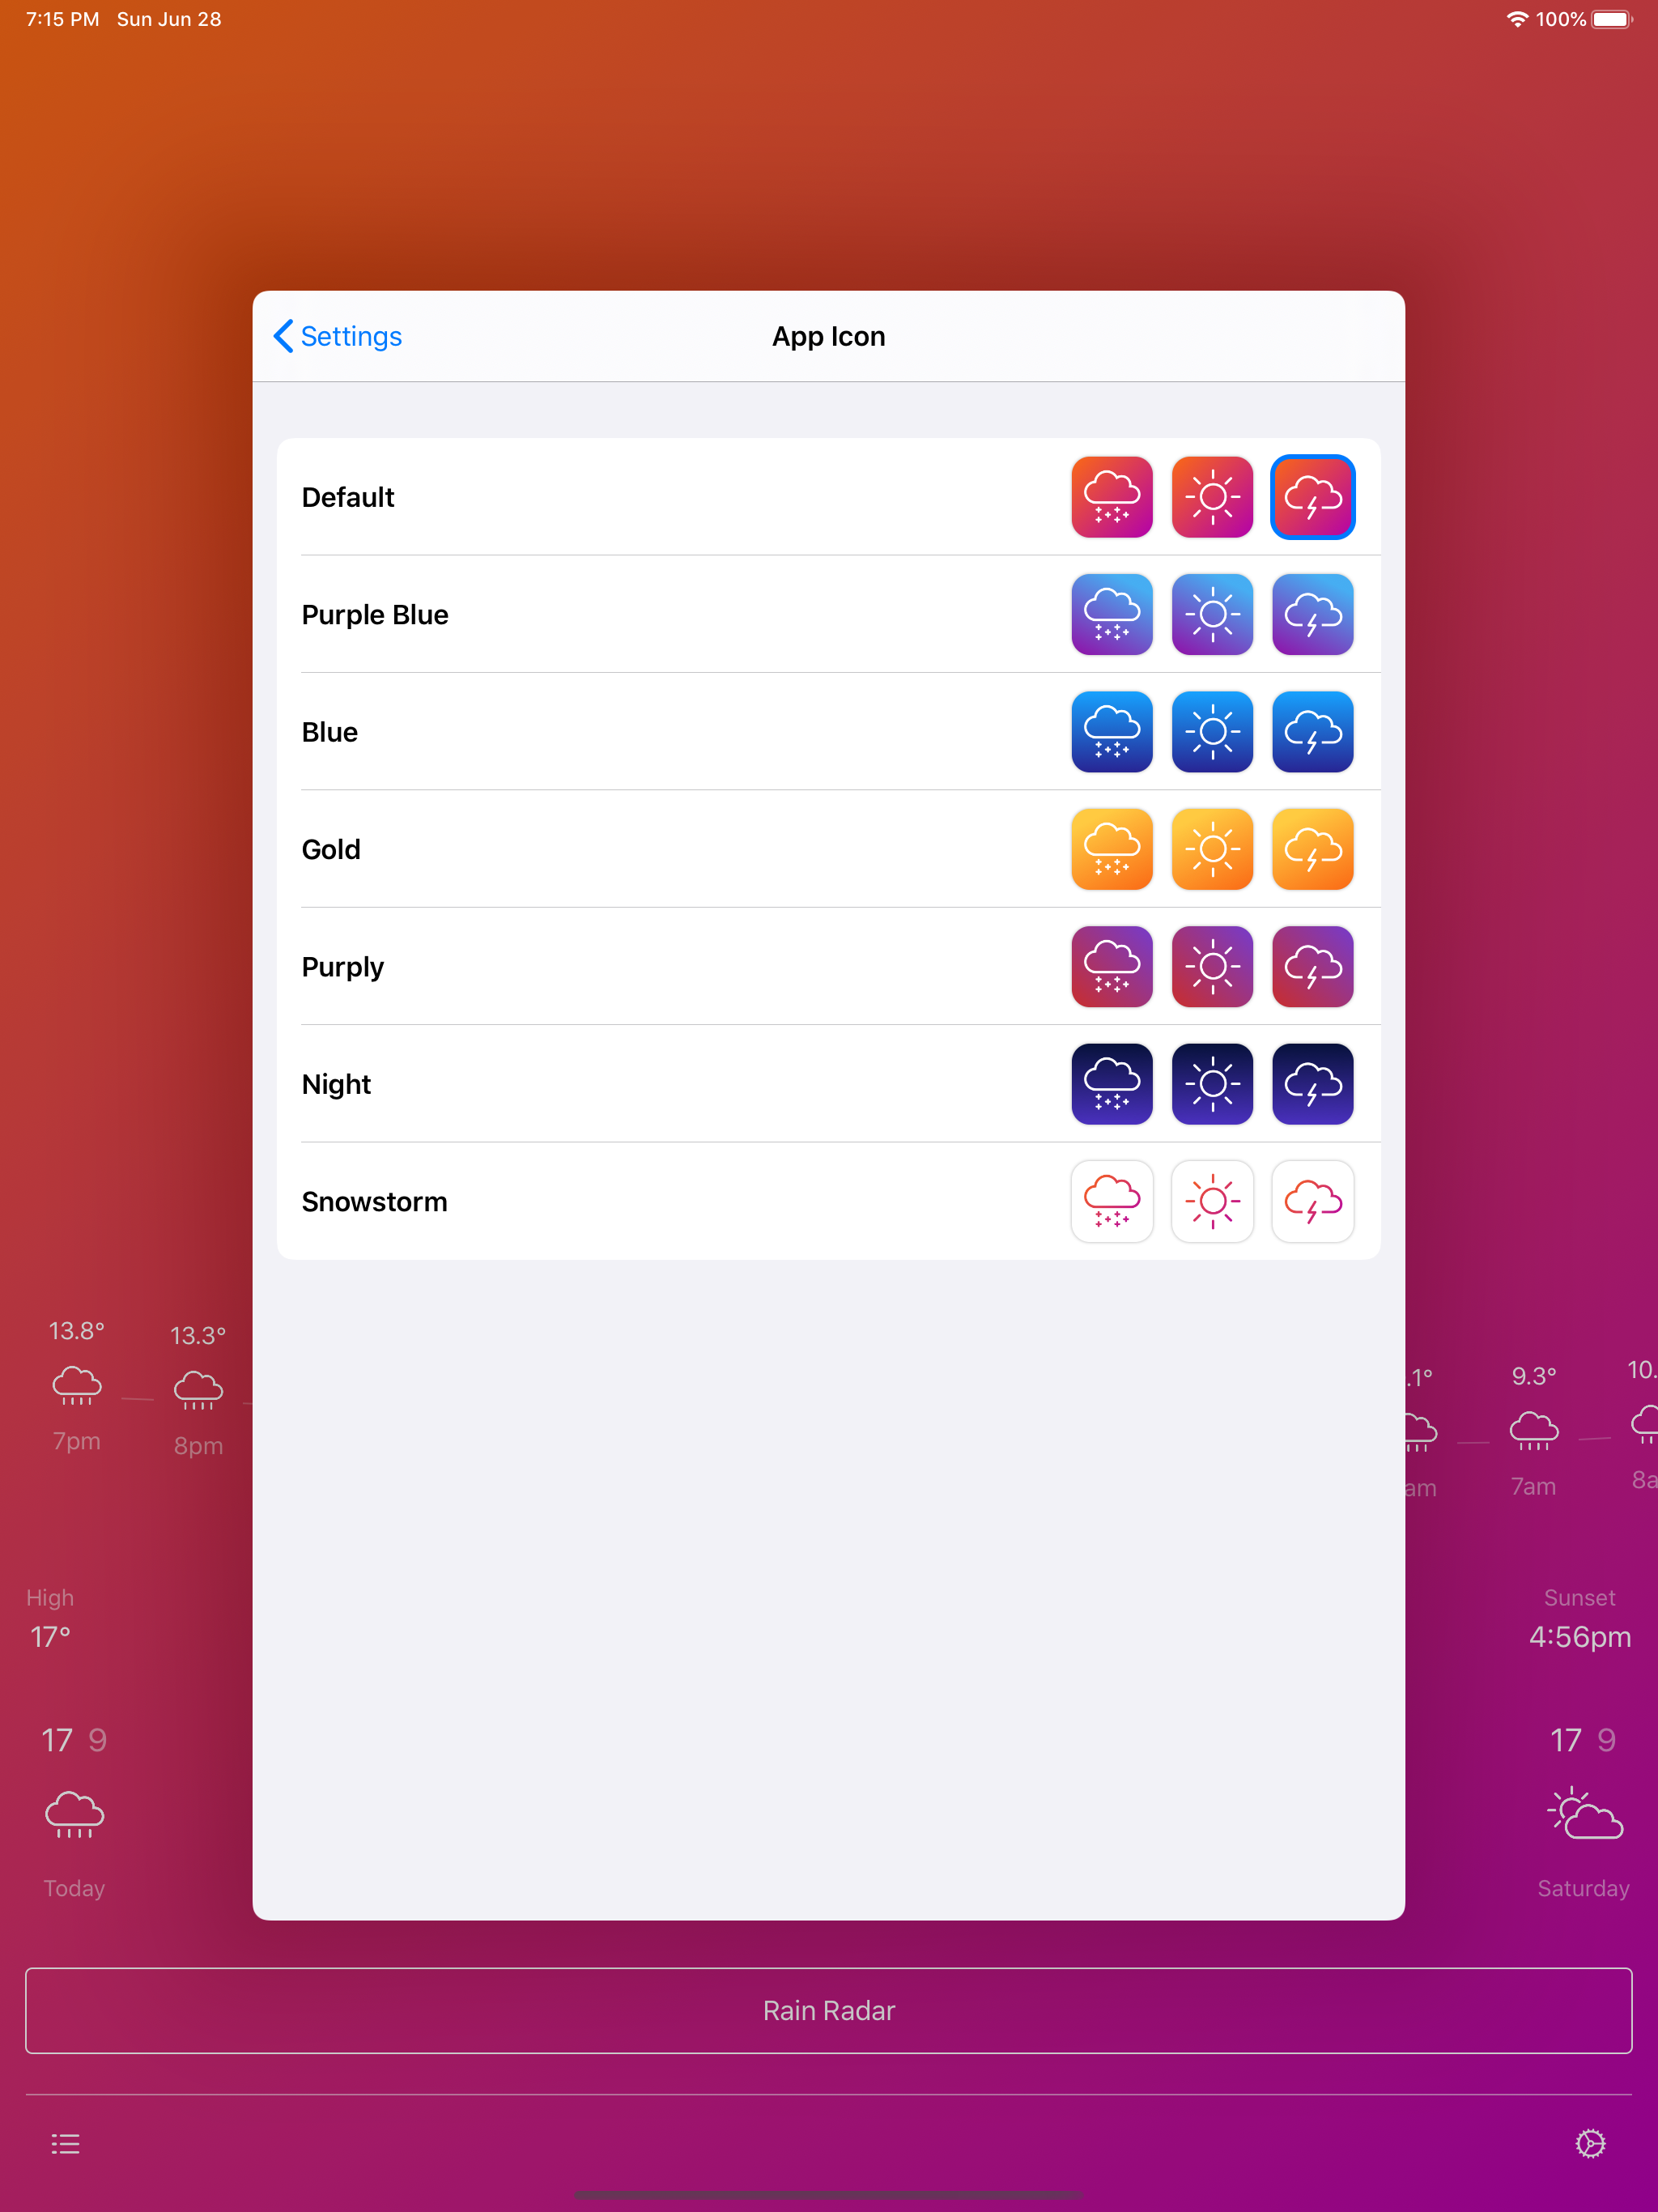 7:15 PM Sun Jun 28
100%
Settings
App Icon
Default
Purple Blue
Blue
Gold
Purply
Night
Snowstorm
13.8° 13.3° .1° 9.3° 10.
7pm 8pm am 7am 8a
High
17°
Sunset
4:56pm
17 9
17 9
Today
Saturday
Rain Radar